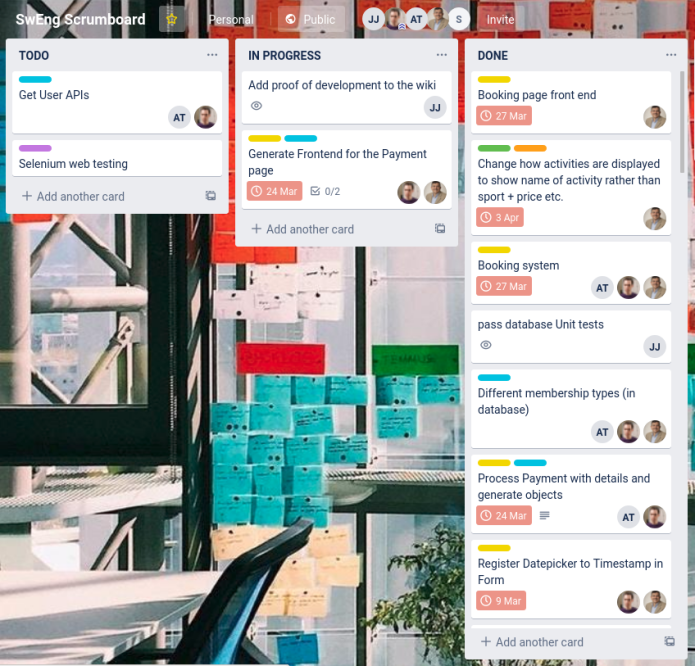 SwEng Scrumboard
Personal
Public
JJ
AT
S
Invite
TODO
Get User APIs
AT
Selenium web testing
+ Add another card
IN PROGRESS
Add proof of development to the wiki
JJ
Generate Frontend for the Payment
page
24 Mar
0/2
+ Add another card
DONE
Booking page front end
27 Mar
Change how activities are displayed
to show name of activity rather than
sport + price etc.
3 Apr
Booking system
27 Mar
AT
pass database Unit tests
JJ
Different membership types (in
database)
AT
Process Payment with details and
generate objects
24 Mar
AT
Register Datepicker to Timestamp in
Form
9 Mar
+ Add another card